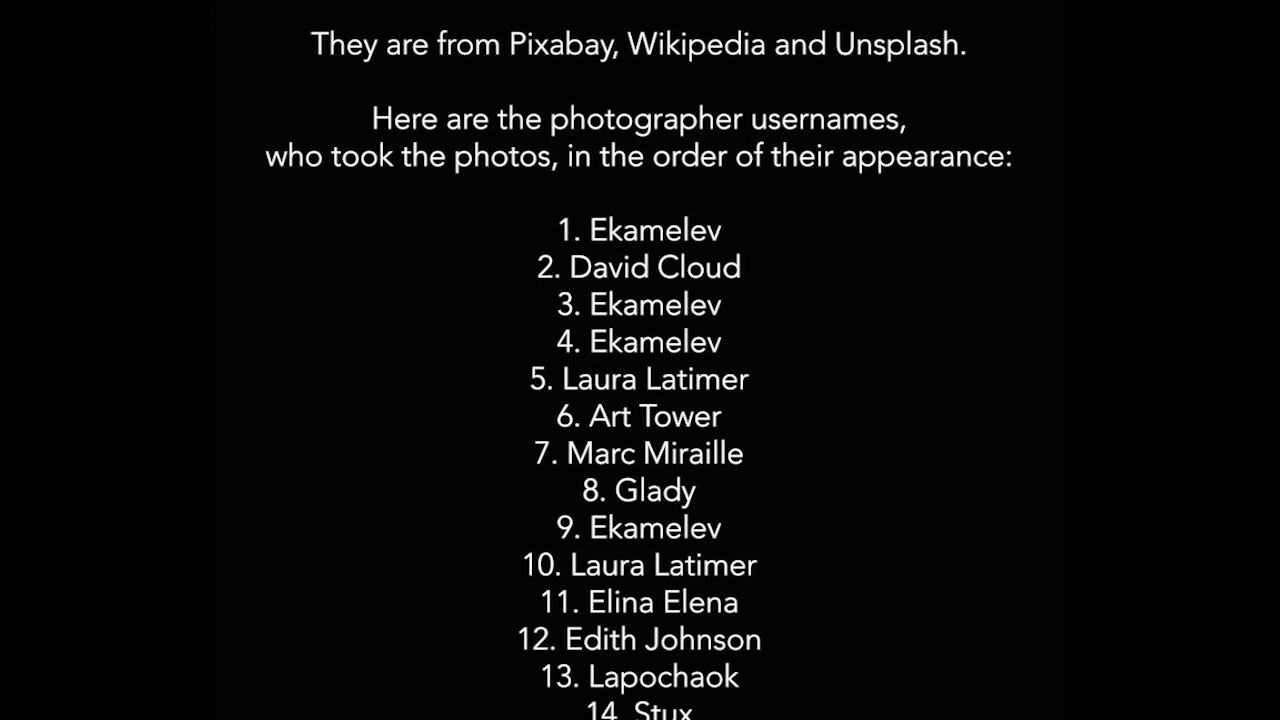 They are from Pixabay, Wikipedia and Unsplash.
Here are the photographer usernames,
who took the photos, in the order of their appearance:
1. Ekamelev
2. David Cloud
3. Ekamelev
4. Ekamelev
5. Laura Latimer
6. Art Tower
7. Marc Miraille
8. Glady
9. Ekamelev
10. Laura Latimer
11. Elina Elena
12. Edith Johnson
13. Lapochaok
14. Stux